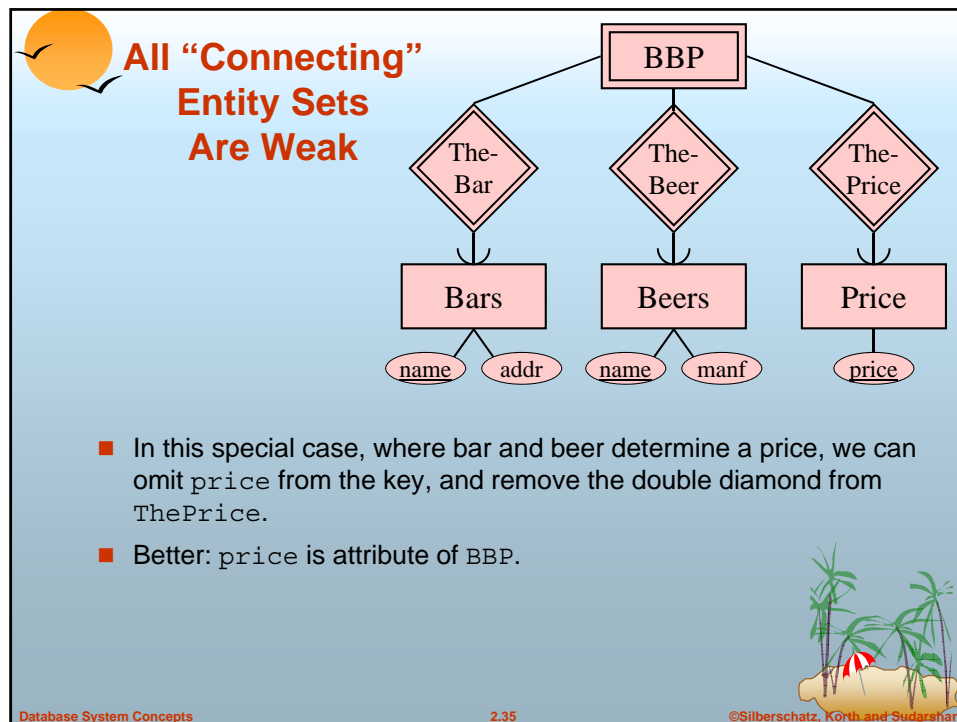 All “Connecting”
Entity Sets
Are Weak
BBP
The-
Bar
The-
Beer
The-
Price
Bars
Beers
Price
name
addr
name
manf
price
In this special case, where bar and beer determine a price, we can
omit price from the key, and remove the double diamond from
ThePrice.
Better: price is attribute of BBP.
Database System Concepts
2.35
©Silberschatz, Korth and Sudarshan